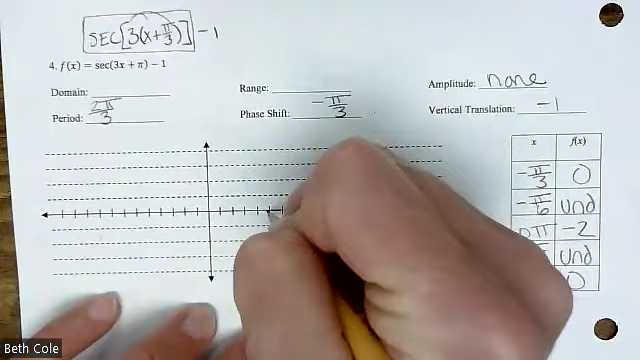 SEC[3(x+π/3)] -1
4. f(x) = sec(3x + π) − 1
Domain:
Range:
Amplitude: none
Period: 2π/3
Phase Shift: -π/3
Vertical Translation: -1
x f(x)
-π/3 0
-π/6 und
0π -2
und
0
Beth Cole